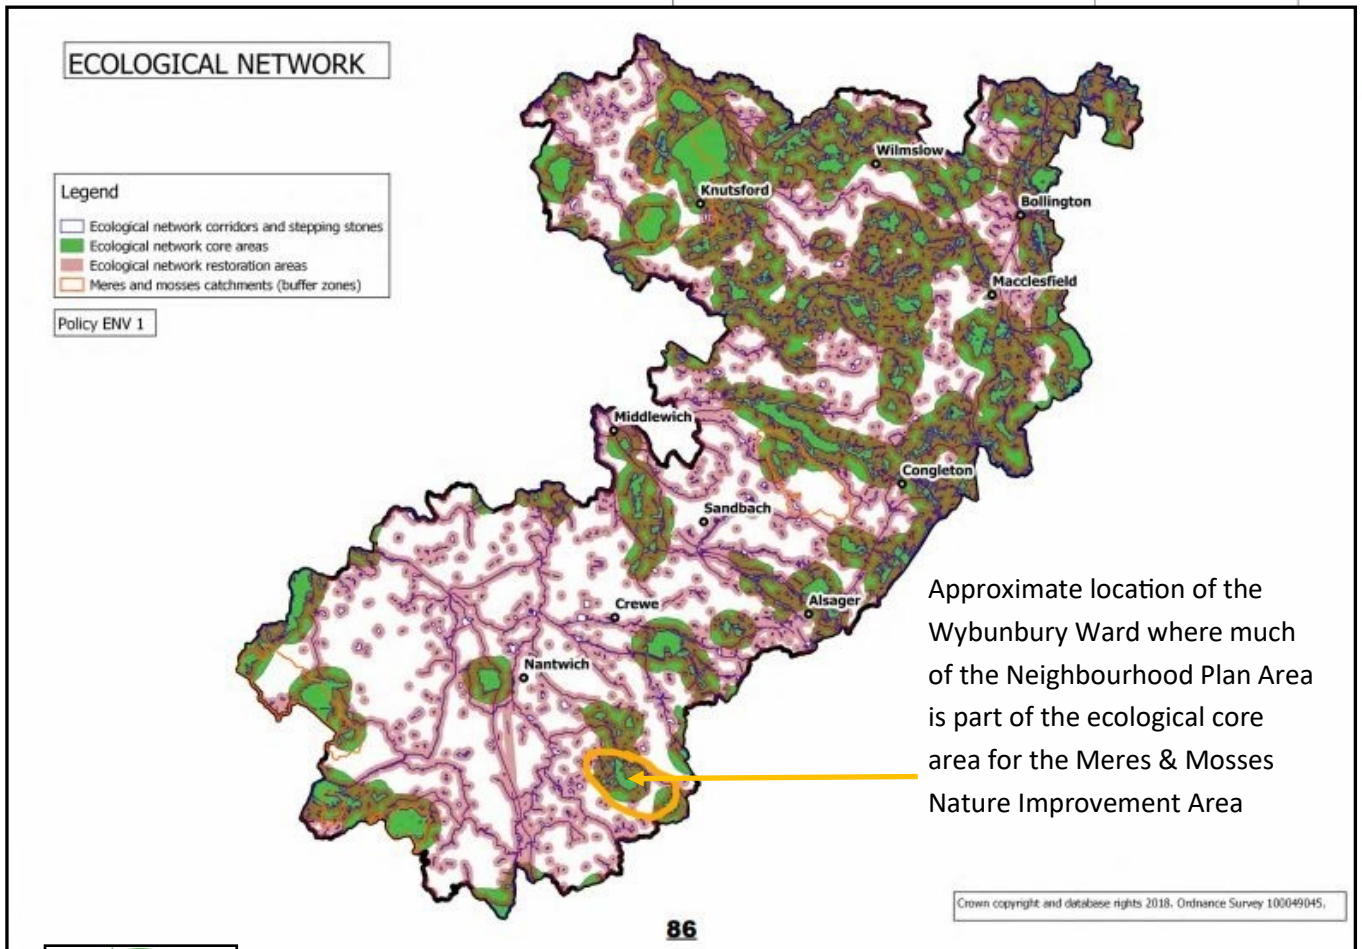 ECOLOGICAL NETWORK
Legend
Ecological network corridors and stepping stones
Ecological network core areas
Ecological network restoration areas
Meres and mosses catchments (buffer zones)
Policy ENV 1
Wilmslow
Knutsford
Bollington
Macclesfield
Middlewich
Congleton
Sandbach
Alsager
Crewe
Nantwich
Approximate location of the
Wybunbury Ward where much
of the Neighbourhood Plan Area
is part of the ecological core
area for the Meres & Mosses
Nature Improvement Area
Crown copyright and database rights 2018. Ordnance Survey 100049045.
86